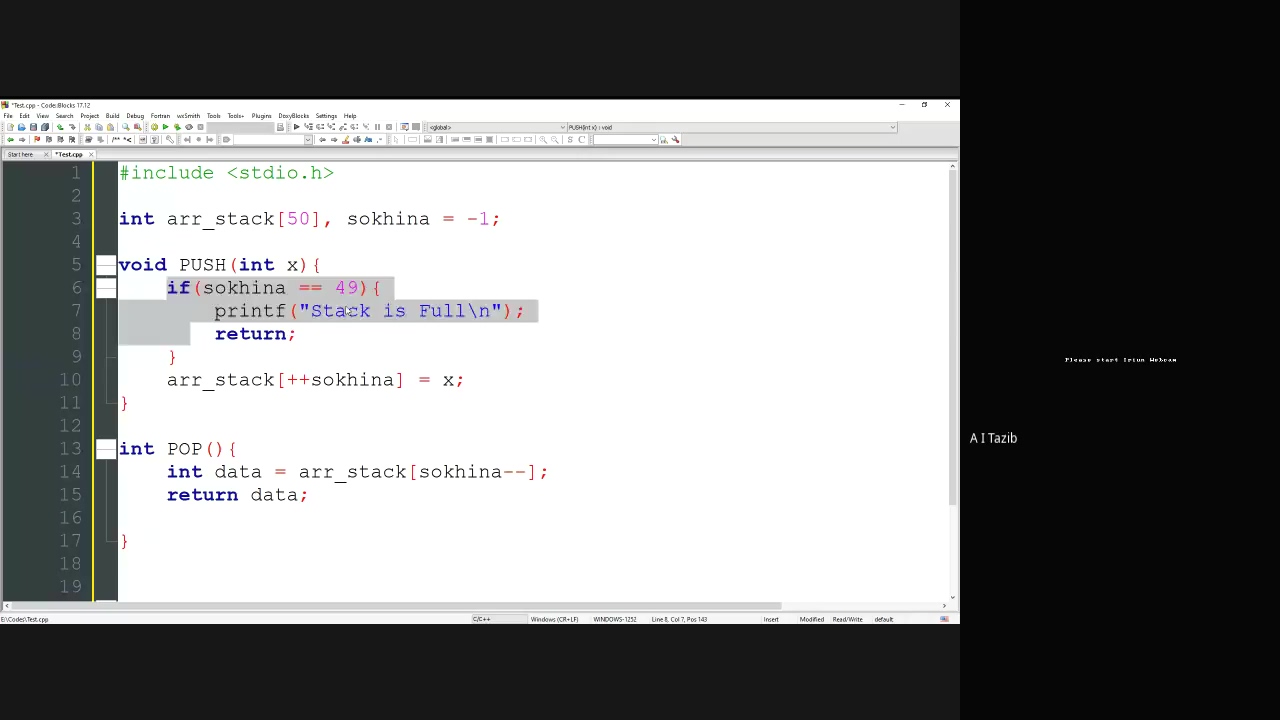 *Test.cpp - Code::Blocks 17.12
File Edit View Search Project Build Debug Fortran wxSmith Tools Tools+ Plugins DoxyBlocks Settings Help
<global>
PUSH(int x) : void
Start here
*Test.cpp
1 #include <stdio.h>
2
3 int arr_stack[50], sokhina = -1;
4
5 void PUSH(int x){
6 if(sokhina == 49){
7 printf("Stack is Full\n");
8 return;
9 }
10 arr_stack[++sokhina] = x;
11 }
12
13 int POP(){
14 int data = arr_stack[sokhina--];
15 return data;
16
17 }
18
19
E:\Codes\Test.cpp C/C++ Windows (CR+LF) WINDOWS-1252 Line 8, Col 7, Pos 143 Insert Modified Read/Write default
Please start Iriun Webcam
A I Tazib